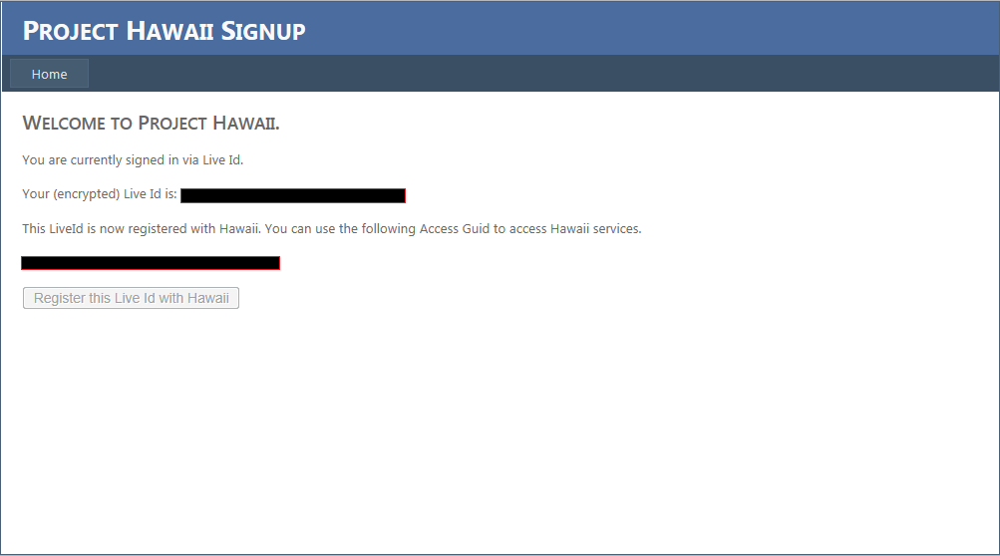 Project Hawaii Signup
Home
Welcome to Project Hawaii.
You are currently signed in via Live Id.
Your (encrypted) Live Id is:
This LiveId is now registered with Hawaii. You can use the following Access Guid to access Hawaii services.
Register this Live Id with Hawaii